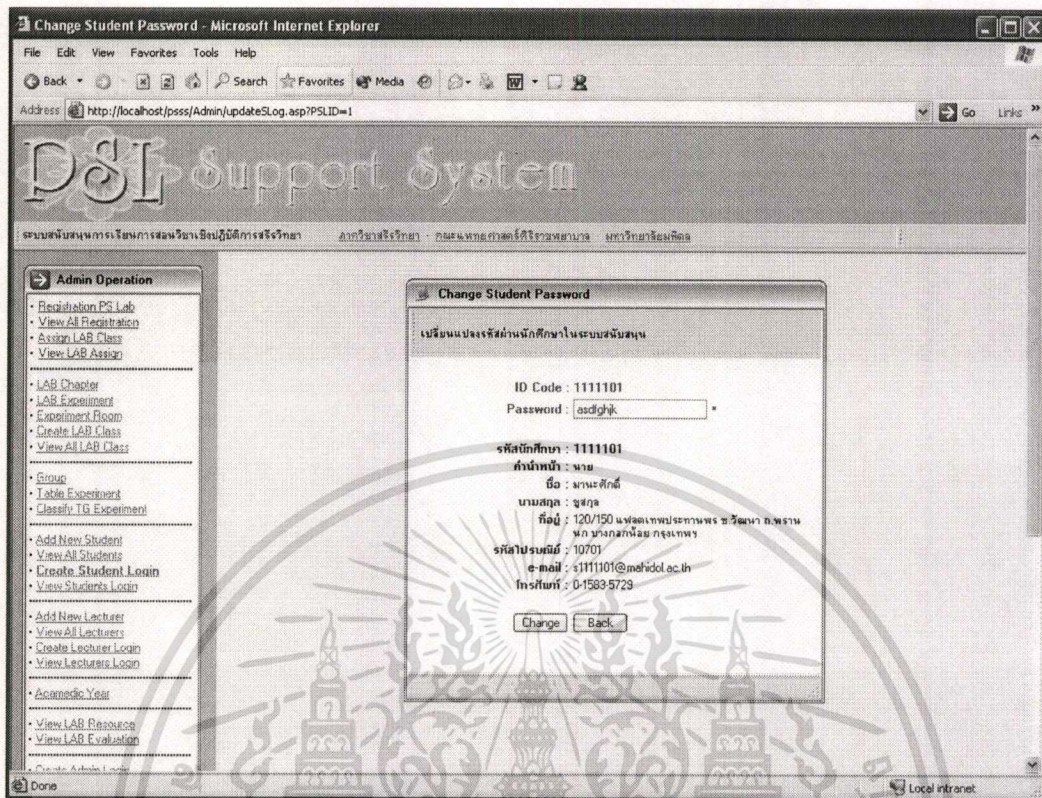 Change Student Password - Microsoft Internet Explorer
File Edit View Favorites Tools Help
Back Search Favorites Media
Address http://localhost/psss/Admin/updateSLog.asp?PSLID=1 Go Links
PSL Support System
ระบบสนับสนุนการเรียนการสอนวิชาเชิงปฏิบัติการสรีรวิทยา ภาควิชาสรีรวิทยา - คณะแพทยศาสตร์ศิริราชพยาบาล มหาวิทยาลัยมหิดล
Admin Operation
• Registration PS Lab
• View All Registration
• Assign LAB Class
• View LAB Assign
• LAB Chapter
• LAB Experiment
• Experiment Room
• Create LAB Class
• View All LAB Class
• Group
• Table Experiment
• Classify TG Experiment
• Add New Student
• View All Students
• Create Student Login
• View Students Login
• Add New Lecturer
• View All Lecturers
• Create Lecturer Login
• View Lecturers Login
• Acamedic Year
• View LAB Resource
• View LAB Evaluation
• Create Admin Login
Change Student Password
เปลี่ยนแปลงรหัสผ่านนักศึกษาในระบบสนับสนุน
ID Code : 1111101
Password : asdfghjk *
รหัสนักศึกษา : 1111101
คำนำหน้า : นาย
ชื่อ : มานะศักดิ์
นามสกุล : ชูสกุล
ที่อยู่ : 120/150 แฟลตเทพประทานพร ซ.วัฒนา ถ.พราน
นก บางกอกน้อย กรุงเทพฯ
รหัสไปรษณีย์ : 10701
e-mail : s1111101@mahidol.ac.th
โทรศัพท์ : 0-1583-5729
Change Back
Done Local intranet